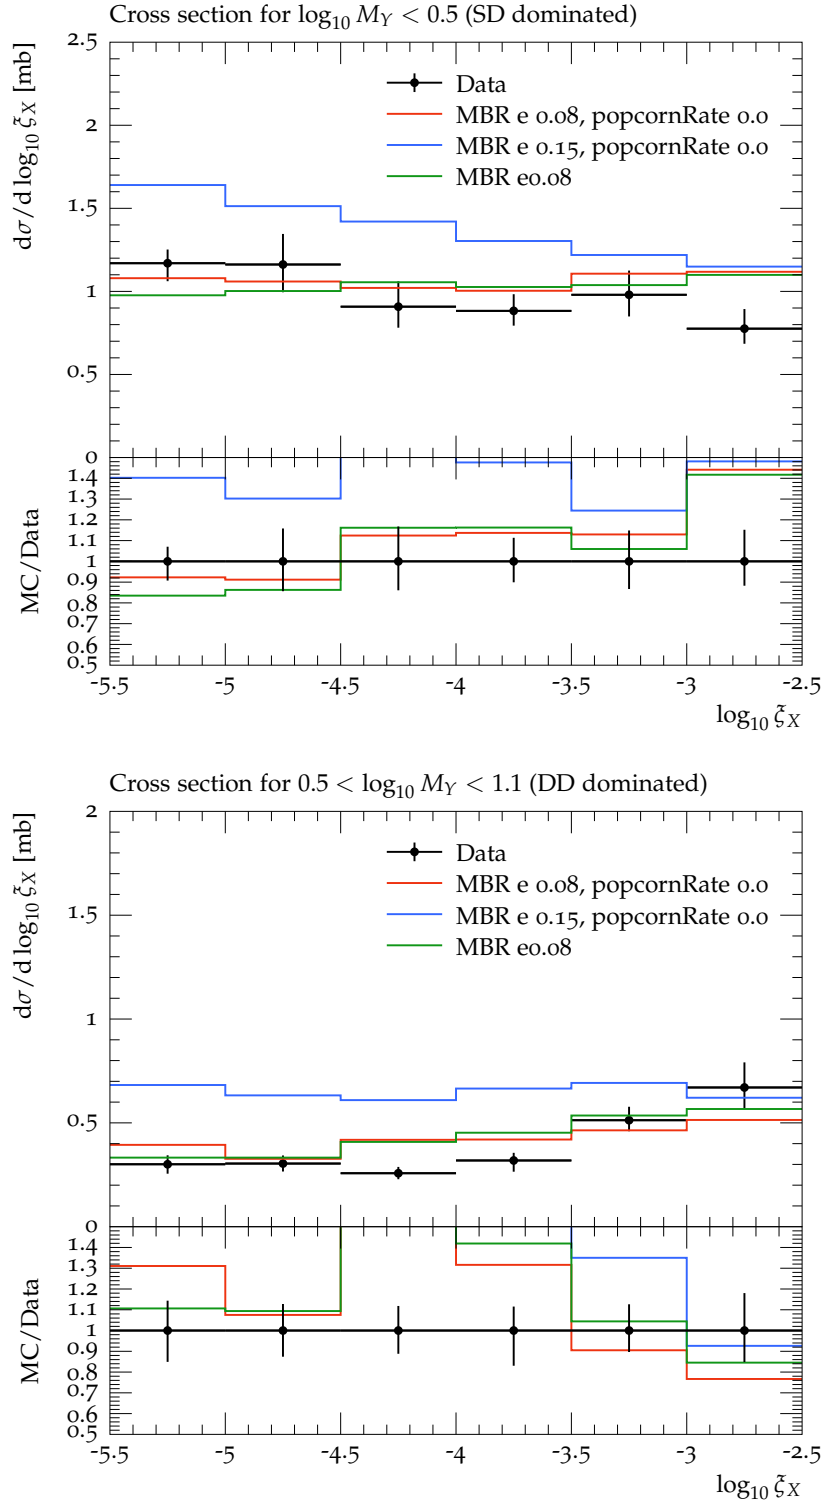 Cross section for log₁₀ M_Y < 0.5 (SD dominated)
dσ/d log₁₀ ξ_X [mb]
2.5
2
1.5
1
0.5
0
Data
MBR e 0.08, popcornRate 0.0
MBR e 0.15, popcornRate 0.0
MBR e0.08
MC/Data
1.4
1.3
1.2
1.1
1
0.9
0.8
0.7
0.6
0.5
-5.5 -5 -4.5 -4 -3.5 -3 -2.5
log₁₀ ξ_X
Cross section for 0.5 < log₁₀ M_Y < 1.1 (DD dominated)
dσ/d log₁₀ ξ_X [mb]
2
1.5
1
0.5
0
Data
MBR e 0.08, popcornRate 0.0
MBR e 0.15, popcornRate 0.0
MBR e0.08
MC/Data
1.4
1.3
1.2
1.1
1
0.9
0.8
0.7
0.6
0.5
-5.5 -5 -4.5 -4 -3.5 -3 -2.5
log₁₀ ξ_X